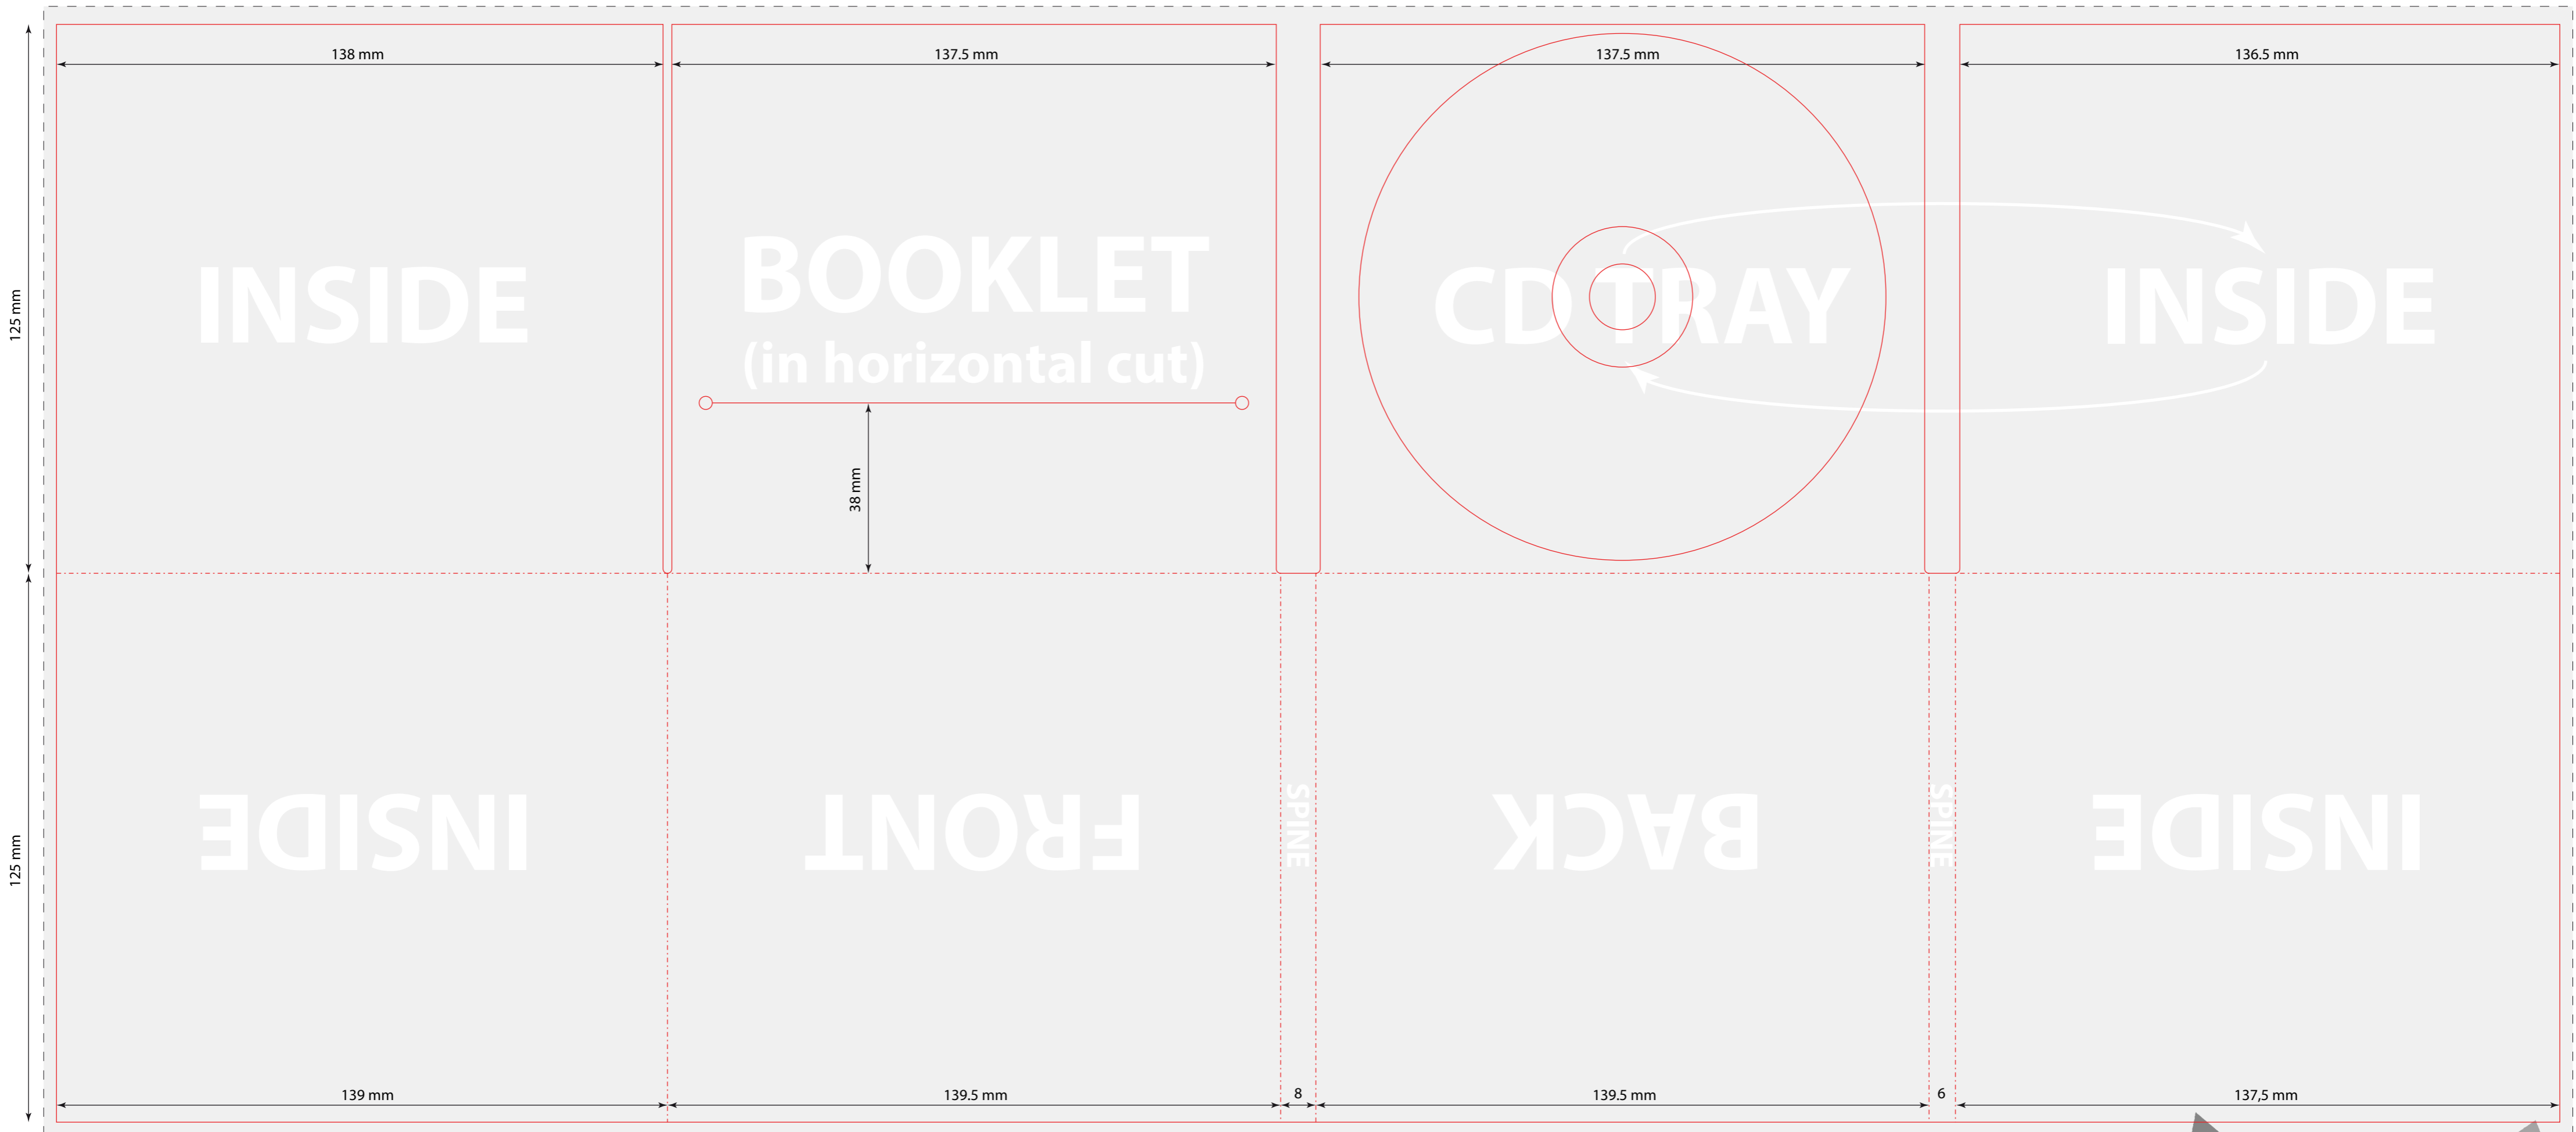 138 mm
137.5 mm
137.5 mm
136.5 mm
125 mm
INSIDE
BOOKLET
(in horizontal cut)
CD TRAY
INSIDE
38 mm
125 mm
INSIDE
FRONT
SPINE
BACK
SPINE
INSIDE
139 mm
139.5 mm
8
139.5 mm
6
137,5 mm